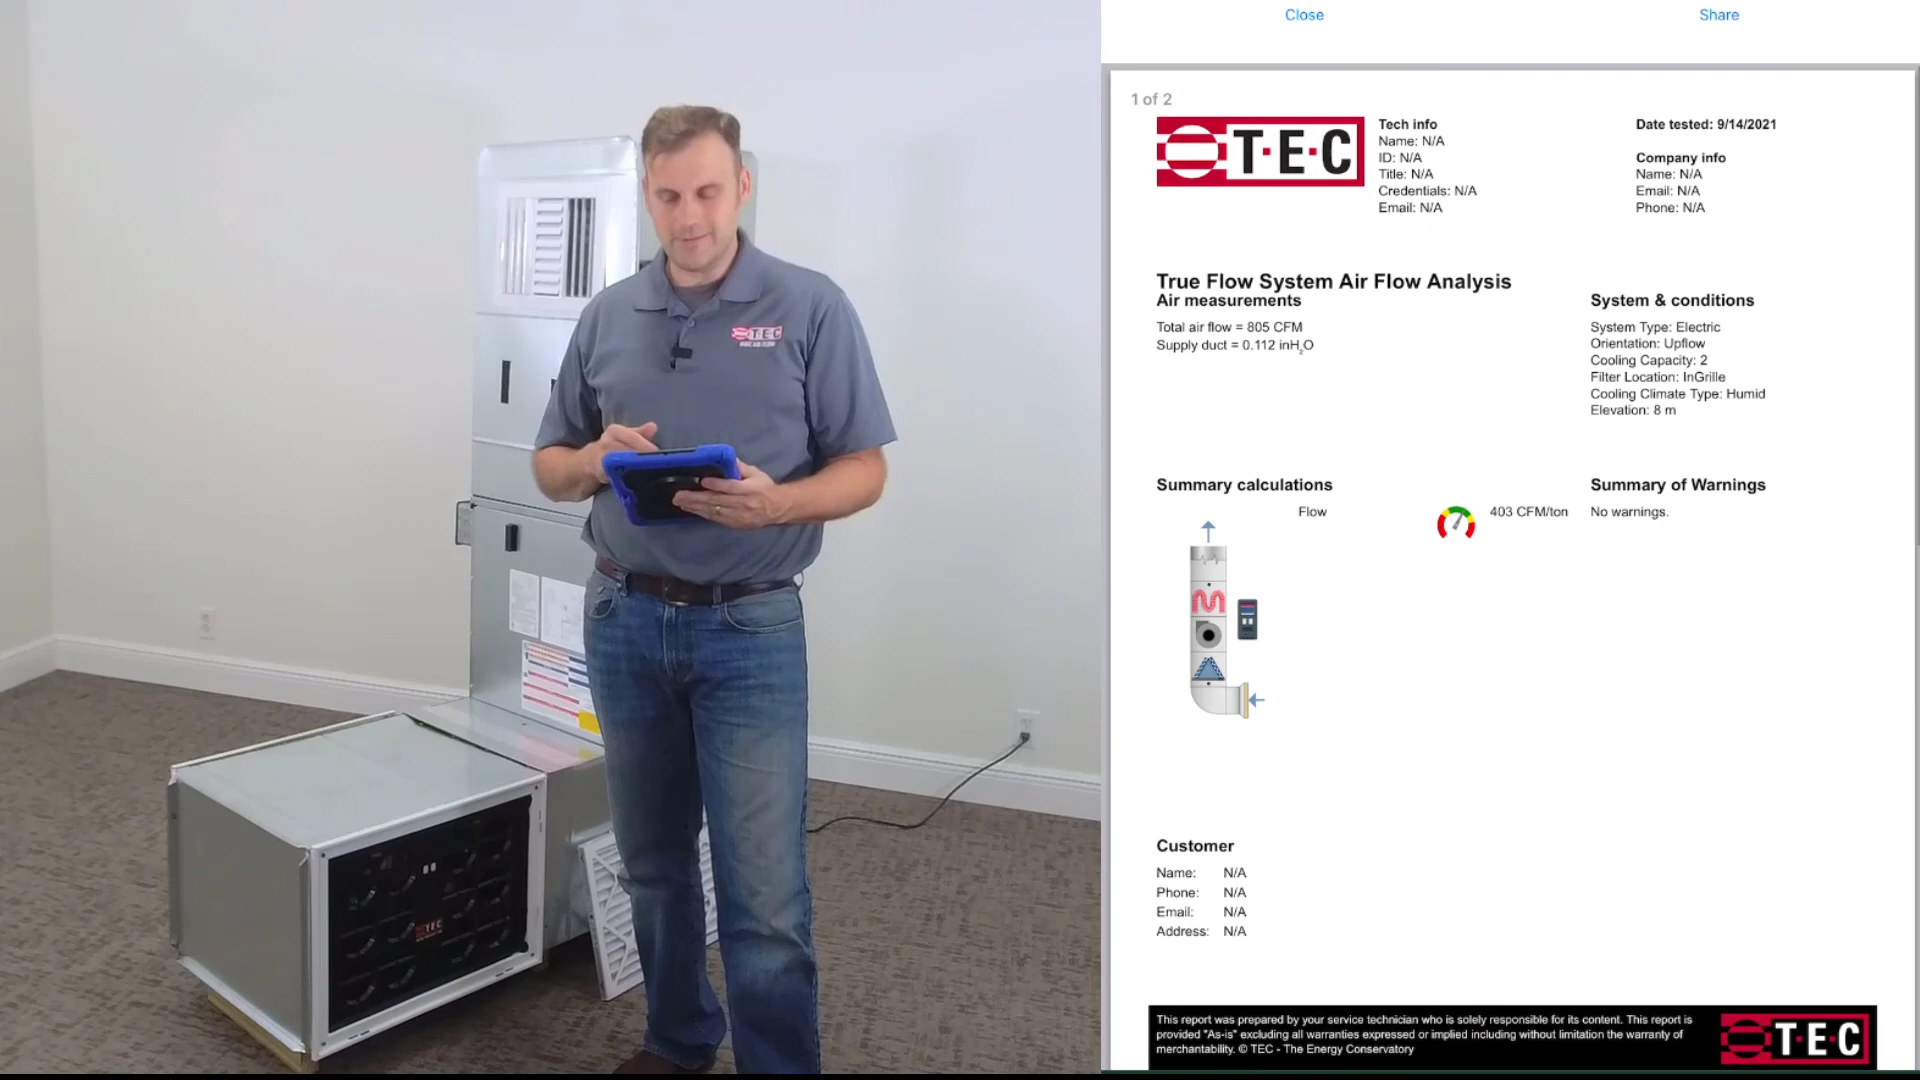 TEC
TEC
Close
Share
1 of 2
T·E·C
Tech info
Name: N/A
ID: N/A
Title: N/A
Credentials: N/A
Email: N/A
Date tested: 9/14/2021
Company info
Name: N/A
Email: N/A
Phone: N/A
True Flow System Air Flow Analysis
Air measurements
Total air flow = 805 CFM
Supply duct = 0.112 inH₂O
System & conditions
System Type: Electric
Orientation: Upflow
Cooling Capacity: 2
Filter Location: InGrille
Cooling Climate Type: Humid
Elevation: 8 m
Summary calculations
Flow
403 CFM/ton
Summary of Warnings
No warnings.
Customer
Name: N/A
Phone: N/A
Email: N/A
Address: N/A
This report was prepared by your service technician who is solely responsible for its content. This report is
provided "As-is" excluding all warranties expressed or implied including without limitation the warranty of
merchantability. © TEC - The Energy Conservatory
T·E·C